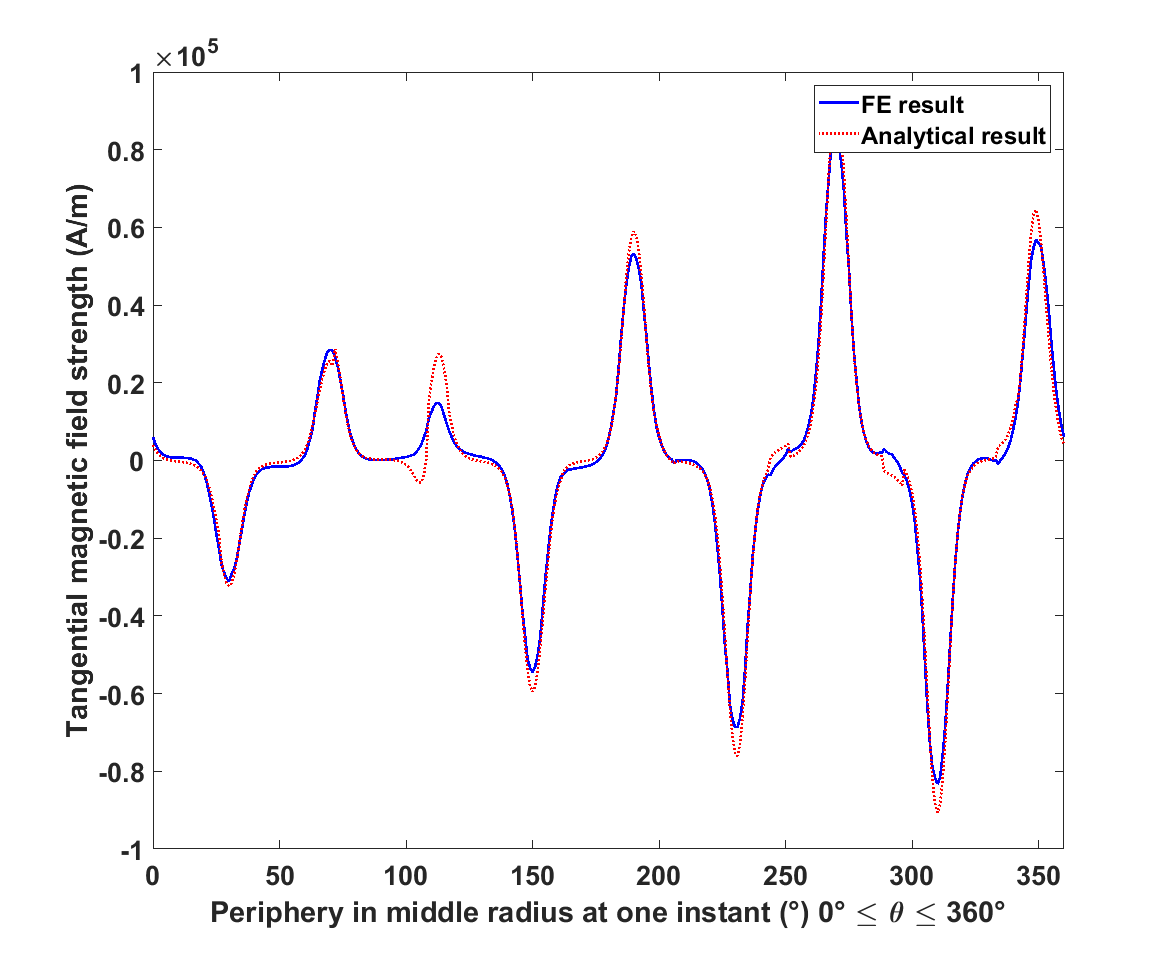 ×10⁵
1
0.8
0.6
0.4
0.2
0
-0.2
-0.4
-0.6
-0.8
-1
Tangential magnetic field strength (A/m)
FE result
Analytical result
0 50 100 150 200 250 300 350
Periphery in middle radius at one instant (°) 0° ≤ θ ≤ 360°